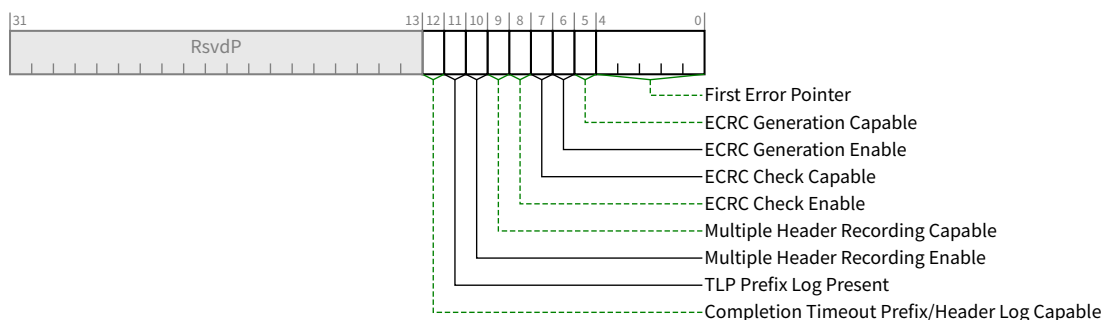 31 13 12 11 10 9 8 7 6 5 4 0
RsvdP
First Error Pointer
ECRC Generation Capable
ECRC Generation Enable
ECRC Check Capable
ECRC Check Enable
Multiple Header Recording Capable
Multiple Header Recording Enable
TLP Prefix Log Present
Completion Timeout Prefix/Header Log Capable